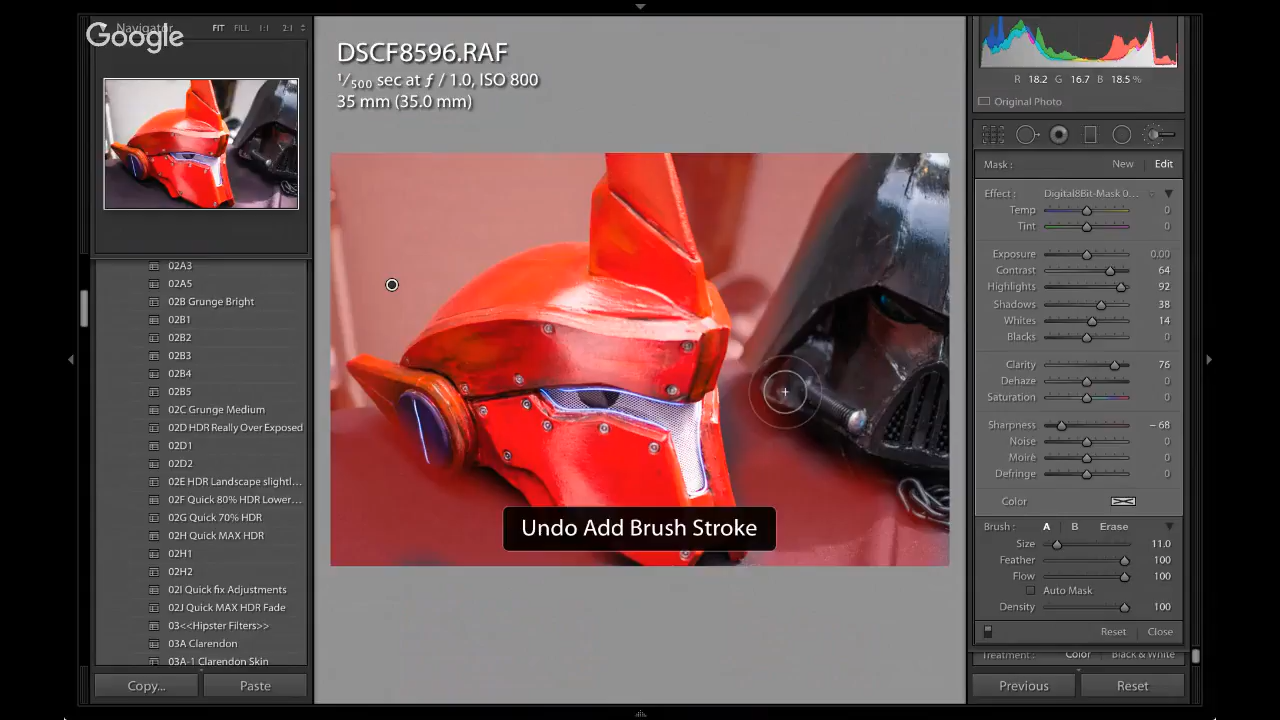 Navigator
FIT FILL 1:1 2:1
Google
02A3
02A5
02B Grunge Bright
02B1
02B2
02B3
02B4
02B5
02C Grunge Medium
02D HDR Really Over Exposed
02D1
02D2
02E HDR Landscape slightl...
02F Quick 80% HDR Lower...
02G Quick 70% HDR
02H Quick MAX HDR
02H1
02H2
02I Quick fix Adjustments
02J Quick MAX HDR Fade
03<<Hipster Filters>>
03A Clarendon
03A-1 Clarendon Skin
Copy... Paste
DSCF8596.RAF
1/500 sec at ƒ / 1.0, ISO 800
35 mm (35.0 mm)
Undo Add Brush Stroke
R 18.2 G 16.7 B 18.5 %
Original Photo
Mask : New Edit
Effect : Digital8Bit-Mask 0...
Temp 0
Tint 0
Exposure 0.00
Contrast 64
Highlights 92
Shadows 38
Whites 14
Blacks 0
Clarity 76
Dehaze 0
Saturation 0
Sharpness – 68
Noise 0
Moiré 0
Defringe 0
Color
Brush : A B Erase
Size 11.0
Feather 100
Flow 100
Auto Mask
Density 100
Reset Close
Treatment : Color Black & White
Previous Reset